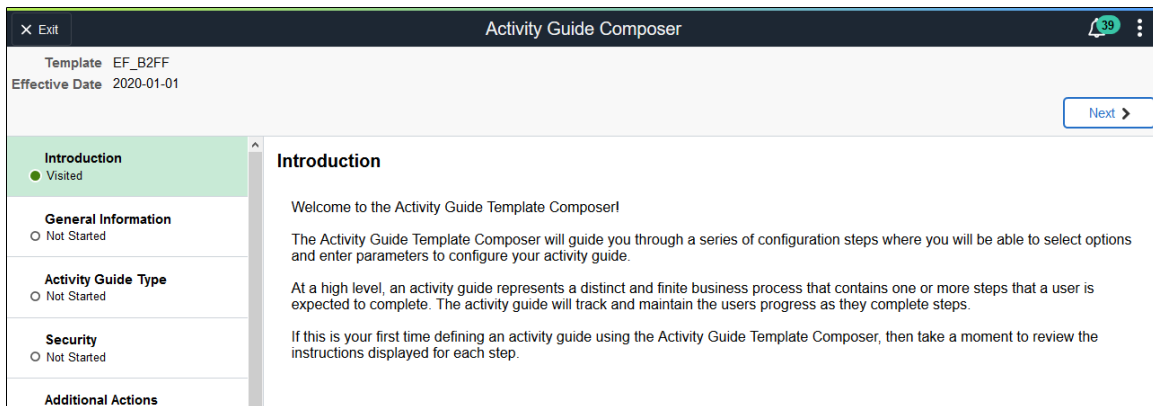 Exit
Activity Guide Composer
39
Template EF_B2FF
Effective Date 2020-01-01
Next
Introduction
Visited
General Information
Not Started
Activity Guide Type
Not Started
Security
Not Started
Additional Actions
Introduction
Welcome to the Activity Guide Template Composer!
The Activity Guide Template Composer will guide you through a series of configuration steps where you will be able to select options
and enter parameters to configure your activity guide.
At a high level, an activity guide represents a distinct and finite business process that contains one or more steps that a user is
expected to complete. The activity guide will track and maintain the users progress as they complete steps.
If this is your first time defining an activity guide using the Activity Guide Template Composer, then take a moment to review the
instructions displayed for each step.